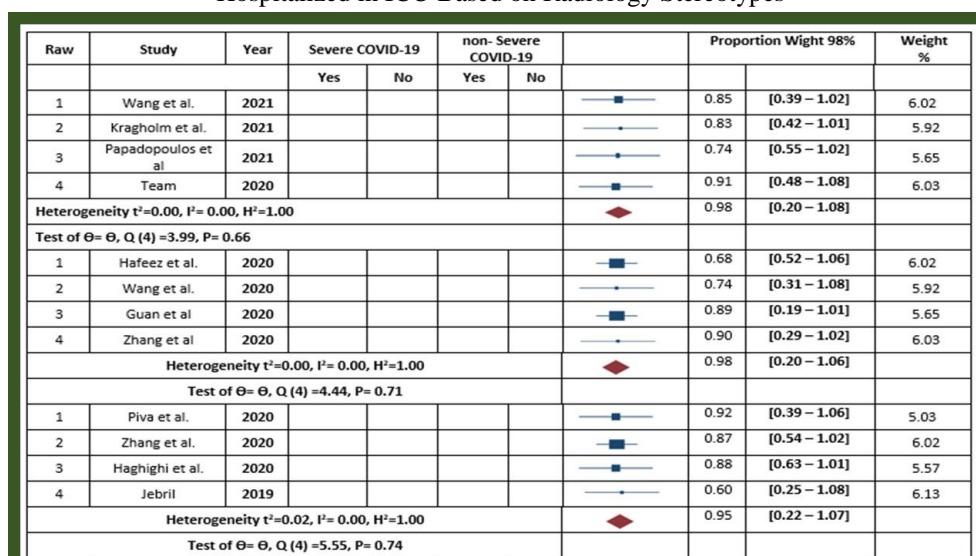 Hospitalized in ICU Based on Radiology Stereotypes
Raw Study Year Severe COVID-19 non- Severe COVID-19 Proportion Wight 98% Weight %
Yes No Yes No
1 Wang et al. 2021 0.85 [0.39 – 1.02] 6.02
2 Kragholm et al. 2021 0.83 [0.42 – 1.01] 5.92
3 Papadopoulos et al 2021 0.74 [0.55 – 1.02] 5.65
4 Team 2020 0.91 [0.48 – 1.08] 6.03
Heterogeneity t²=0.00, I²= 0.00, H²=1.00 0.98 [0.20 – 1.08]
Test of Ɵ= Ɵ, Q (4) =3.99, P= 0.66
1 Hafeez et al. 2020 0.68 [0.52 – 1.06] 6.02
2 Wang et al. 2020 0.74 [0.31 – 1.08] 5.92
3 Guan et al 2020 0.89 [0.19 – 1.01] 5.65
4 Zhang et al 2020 0.90 [0.29 – 1.02] 6.03
Heterogeneity t²=0.00, I²= 0.00, H²=1.00 0.98 [0.20 – 1.06]
Test of Ɵ= Ɵ, Q (4) =4.44, P= 0.71
1 Piva et al. 2020 0.92 [0.39 – 1.06] 5.03
2 Zhang et al. 2020 0.87 [0.54 – 1.02] 6.02
3 Haghighi et al. 2020 0.88 [0.63 – 1.01] 5.57
4 Jebril 2019 0.60 [0.25 – 1.08] 6.13
Heterogeneity t²=0.02, I²= 0.00, H²=1.00 0.95 [0.22 – 1.07]
Test of Ɵ= Ɵ, Q (4) =5.55, P= 0.74